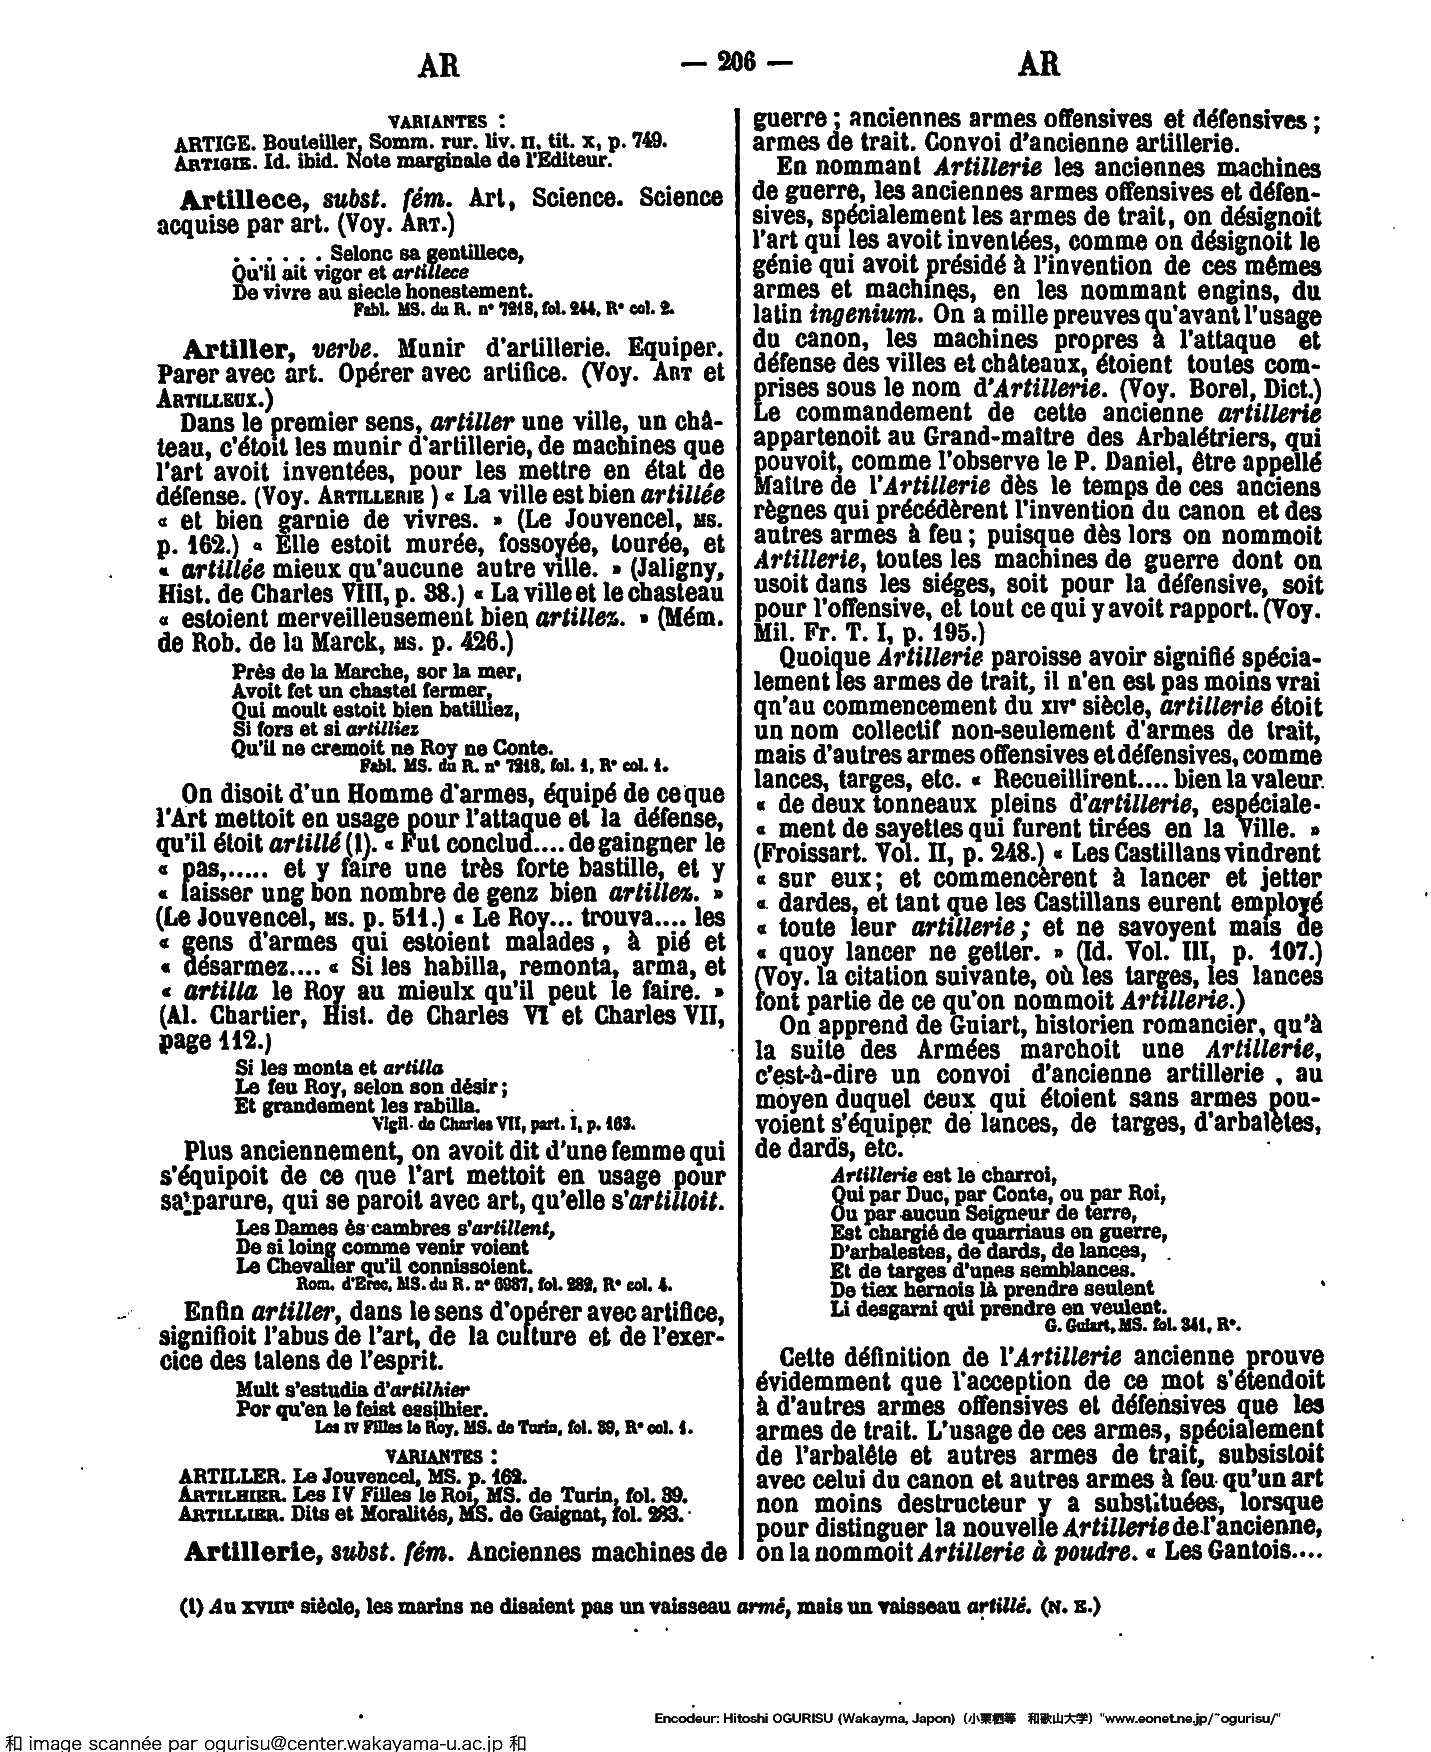 AR — 206 — AR
VARIANTES :
ARTIGE. Bouteiller, Somm. rur. liv. II, tit. X, p. 749.
ARTIGIE. Id. ibid. Note marginale de l'Editeur.
Artillece, subst. fém. Art, Science. Science
acquise par art. (Voy. ART.)
. . . . . . Selonc sa gentillece,
Qu'il ait vigor et artillece
De vivre au siecle honestement.
Fabl. MS. du R. n° 7218, fol. 244, R° col. 2.
Artiller, verbe. Munir d'artillerie. Equiper.
Parer avec art. Opérer avec artifice. (Voy. ART et
ARTILLEUX.)
Dans le premier sens, artiller une ville, un châ-
teau, c'étoit les munir d'artillerie, de machines que
l'art avoit inventées, pour les mettre en état de
défense. (Voy. ARTILLERIE ) « La ville est bien artillée
« et bien garnie de vivres. » (Le Jouvencel, MS.
p. 162.) « Elle estoit murée, fossoyée, tourée, et
« artillée mieux qu'aucune autre ville. » (Jaligny,
Hist. de Charles VIII, p. 38.) « La ville et le chasteau
« estoient merveilleusement bien artillez. » (Mém.
de Rob. de la Marck, MS. p. 426.)
Près de la Marche, sor la mer,
Avoit fet un chastel fermer,
Qui moult estoit bien batilliez,
Si fors et si artilliez
Qu'il ne cremoit ne Roy ne Conte.
Fabl. MS. du R. n° 7218, fol. 1, R° col. 1.
On disoit d'un Homme d'armes, équipé de ce que
l'Art mettoit en usage pour l'attaque et la défense,
qu'il étoit artillé (1). « Fut conclud.... de gaingner le
« pas,..... et y faire une très forte bastille, et y
« laisser ung bon nombre de genz bien artillez. »
(Le Jouvencel, MS. p. 511.) « Le Roy... trouva.... les
« gens d'armes qui estoient malades, à pié et
« désarmez.... « Si les habilla, remonta, arma, et
« artilla le Roy au mieulx qu'il peut le faire. »
(Al. Chartier, Hist. de Charles VI et Charles VII,
page 112.)
Si les monta et artilla
Le feu Roy, selon son désir ;
Et grandement les rabilla.
Vigil. de Charles VII, part. I, p. 163.
Plus anciennement, on avoit dit d'une femme qui
s'équipoit de ce que l'art mettoit en usage pour
sa parure, qui se paroit avec art, qu'elle s'artilloit.
Les Dames ès cambres s'artillent,
De si loing comme venir voient
Le Chevalier qu'il connissoient.
Rom. d'Erec, MS. du R. n° 6987, fol. 282, R° col. 4.
Enfin artiller, dans le sens d'opérer avec artifice,
signifioit l'abus de l'art, de la culture et de l'exer-
cice des talens de l'esprit.
Mult s'estudia d'artilhier
Por qu'en le feist essilhier.
Les IV Filles le Roy, MS. de Turin, fol. 39, R° col. 1.
VARIANTES :
ARTILLER. Le Jouvencel, MS. p. 162.
ARTILHIER. Les IV Filles le Roi, MS. de Turin, fol. 39.
ARTILLIER. Dits et Moralités, MS. de Gaignat, fol. 283.
Artillerie, subst. fém. Anciennes machines de
guerre ; anciennes armes offensives et défensives ;
armes de trait. Convoi d'ancienne artillerie.
En nommant Artillerie les anciennes machines
de guerre, les anciennes armes offensives et défen-
sives, spécialement les armes de trait, on désignoit
l'art qui les avoit inventées, comme on désignoit le
génie qui avoit présidé à l'invention de ces mêmes
armes et machines, en les nommant engins, du
latin ingenium. On a mille preuves qu'avant l'usage
du canon, les machines propres à l'attaque et
défense des villes et châteaux, étoient toutes com-
prises sous le nom d'Artillerie. (Voy. Borel, Dict.)
Le commandement de cette ancienne artillerie
appartenoit au Grand-maitre des Arbalétriers, qui
pouvoit, comme l'observe le P. Daniel, être appellé
Maitre de l'Artillerie dès le temps de ces anciens
règnes qui précédèrent l'invention du canon et des
autres armes à feu ; puisque dès lors on nommoit
Artillerie, toutes les machines de guerre dont on
usoit dans les siéges, soit pour la défensive, soit
pour l'offensive, et tout ce qui y avoit rapport. (Voy.
Mil. Fr. T. I, p. 195.)
Quoique Artillerie paroisse avoir signifié spécia-
lement les armes de trait, il n'en est pas moins vrai
qu'au commencement du XIV° siècle, artillerie étoit
un nom collectif non-seulement d'armes de trait,
mais d'autres armes offensives et défensives, comme
lances, targes, etc. « Recueillirent.... bien la valeur
« de deux tonneaux pleins d'artillerie, espéciale-
« ment de sayettes qui furent tirées en la Ville. »
(Froissart. Vol. II, p. 248.) « Les Castillans vindrent
« sur eux ; et commencèrent à lancer et jetter
« dardes, et tant que les Castillans eurent employé
« toute leur artillerie ; et ne savoyent mais de
« quoy lancer ne getter. » (Id. Vol. III, p. 107.)
(Voy. la citation suivante, où les targes, les lances
font partie de ce qu'on nommoit Artillerie.)
On apprend de Guiart, historien romancier, qu'à
la suite des Armées marchoit une Artillerie,
c'est-à-dire un convoi d'ancienne artillerie , au
moyen duquel ceux qui étoient sans armes pou-
voient s'équiper de lances, de targes, d'arbalètes,
de dards, etc.
Artillerie est le charroi,
Qui par Duc, par Conte, ou par Roi,
Ou par aucun Seigneur de terre,
Est chargié de quarriaus en guerre,
D'arbalestes, de dards, de lances,
Et de targes d'unes semblances.
De tiex hernois là prendre seulent
Li desgarni qui prendre en veulent.
G. Guiart, MS. fol. 341, R°.
Cette définition de l'Artillerie ancienne prouve
évidemment que l'acception de ce mot s'étendoit
à d'autres armes offensives et défensives que les
armes de trait. L'usage de ces armes, spécialement
de l'arbalête et autres armes de trait, subsistoit
avec celui du canon et autres armes à feu qu'un art
non moins destructeur y a substituées, lorsque
pour distinguer la nouvelle Artillerie de l'ancienne,
on la nommoit Artillerie à poudre. « Les Gantois....
(1) Au XVIII° siècle, les marins ne disaient pas un vaisseau armé, mais un vaisseau artillé. (N. E.)
Encodeur: Hitoshi OGURISU (Wakayma, Japon) (小栗栖等 和歌山大学) "www.eonet.ne.jp/~ogurisu/"
和 image scannée par ogurisu@center.wakayama-u.ac.jp 和